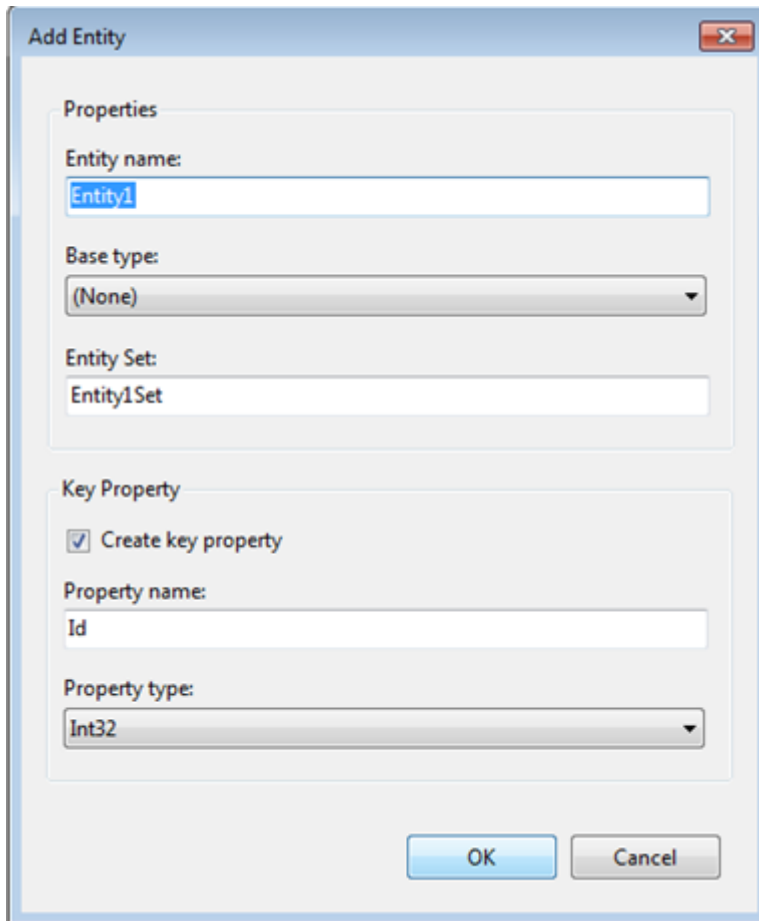 Add Entity
Properties
Entity name:
Entity1
Base type:
(None)
Entity Set:
Entity1Set
Key Property
Create key property
Property name:
Id
Property type:
Int32
OK
Cancel